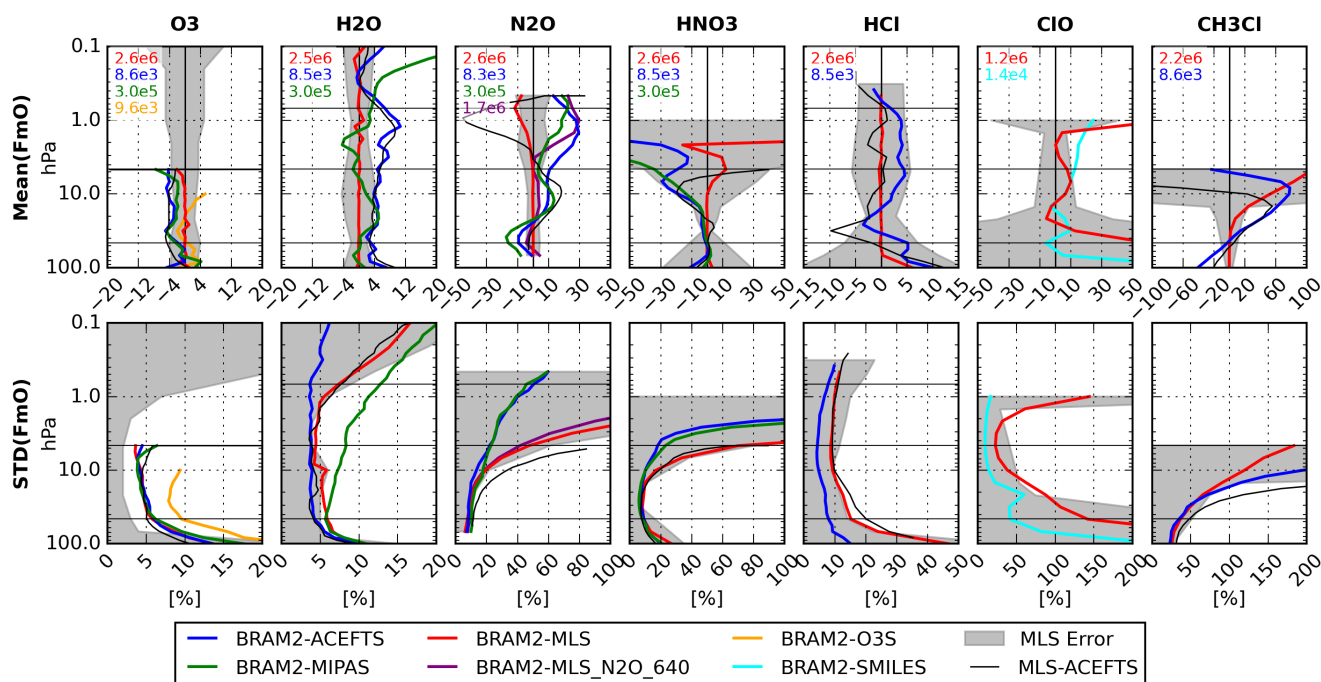 O3 H2O N2O HNO3 HCl ClO CH3Cl
Mean(FmO)
hPa
0.1
1.0
10.0
100.0
2.6e6
8.6e3
3.0e5
9.6e3
2.5e6
8.5e3
3.0e5
2.6e6
8.3e3
3.0e5
1.7e6
2.6e6
8.5e3
3.0e5
2.6e6
8.5e3
1.2e6
1.4e4
2.2e6
8.6e3
−20 −12 −4 4 12 20
−20 −12 −4 4 12 20
−50 −30 −10 10 30 50
−50 −30 −10 10 30 50
−15 −10 −5 0 5 10 15
−50 −30 −10 10 30 50
−100 −60 −20 20 60 100
STD(FmO)
hPa
0.1
1.0
10.0
100.0
0 5 10 15 20
0 5 10 15 20
0 20 40 60 80 100
0 20 40 60 80 100
0 10 20 30 40 50
0 50 100 150 200
0 50 100 150 200
[%] [%] [%] [%] [%] [%] [%]
BRAM2-ACEFTS BRAM2-MLS BRAM2-O3S MLS Error
BRAM2-MIPAS BRAM2-MLS_N2O_640 BRAM2-SMILES MLS-ACEFTS